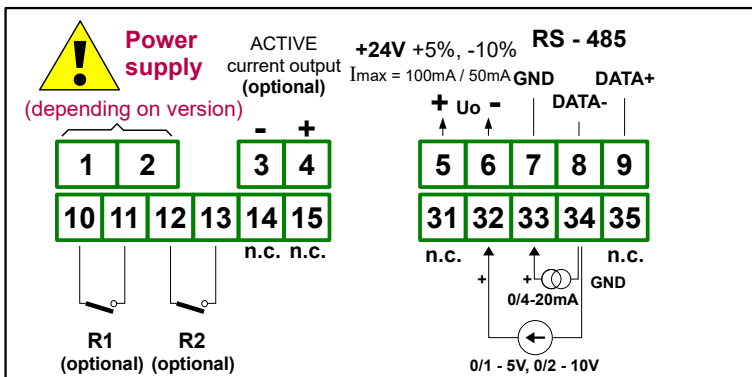 Power
supply
(depending on version)
ACTIVE
current output
(optional)
+24V +5%, -10%
Imax = 100mA / 50mA
RS - 485
GND
DATA+
DATA-
- +
+ Uo -
1 2 3 4 5 6 7 8 9
10 11 12 13 14 15 31 32 33 34 35
n.c. n.c. n.c. n.c.
+ +
0/4-20mA
GND
R1
(optional)
R2
(optional)
0/1 - 5V, 0/2 - 10V